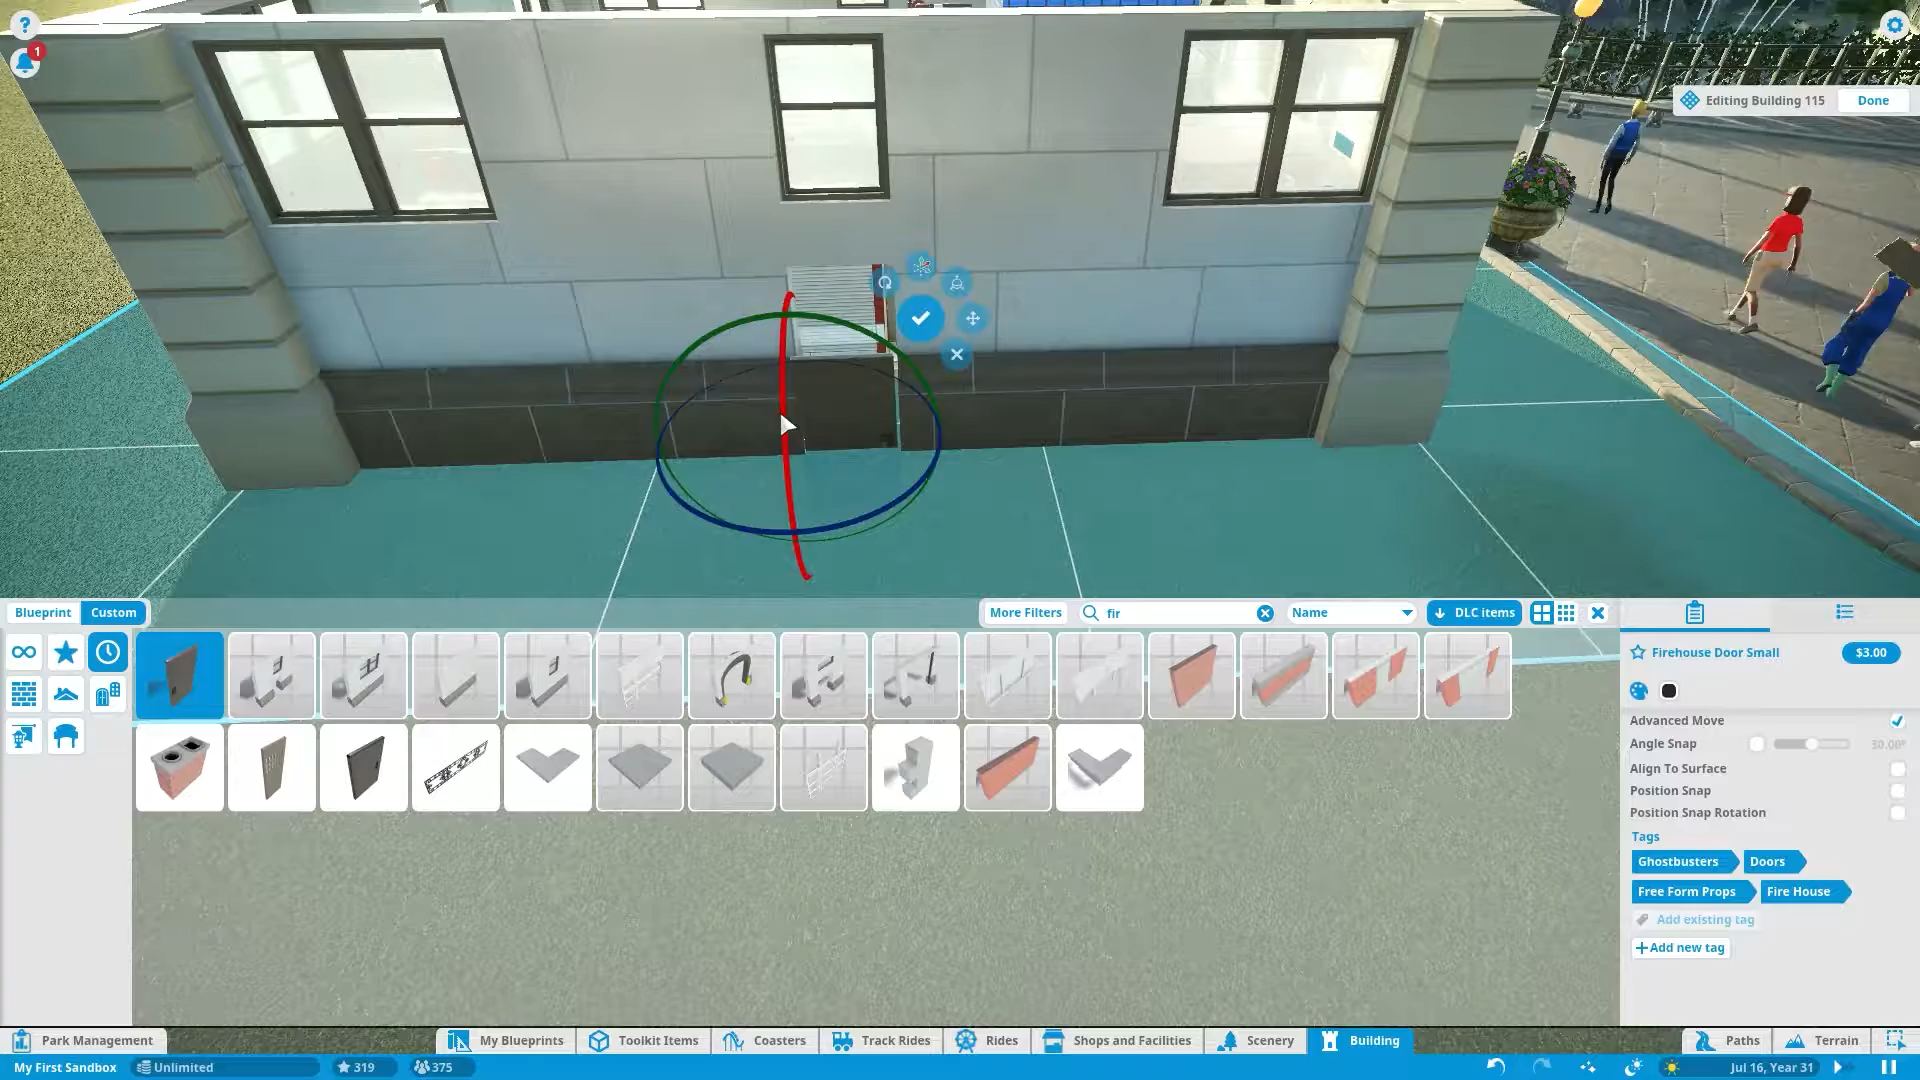 ?
1
Editing Building 115 Done
Blueprint Custom
More Filters fir Name DLC items
Firehouse Door Small $3.00
Advanced Move
Angle Snap 30.00°
Align To Surface
Position Snap
Position Snap Rotation
Tags
Ghostbusters Doors
Free Form Props Fire House
Add existing tag
+Add new tag
Park Management My Blueprints Toolkit Items Coasters Track Rides Rides Shops and Facilities Scenery Building Paths Terrain
My First Sandbox Unlimited 319 375 Jul 16, Year 31